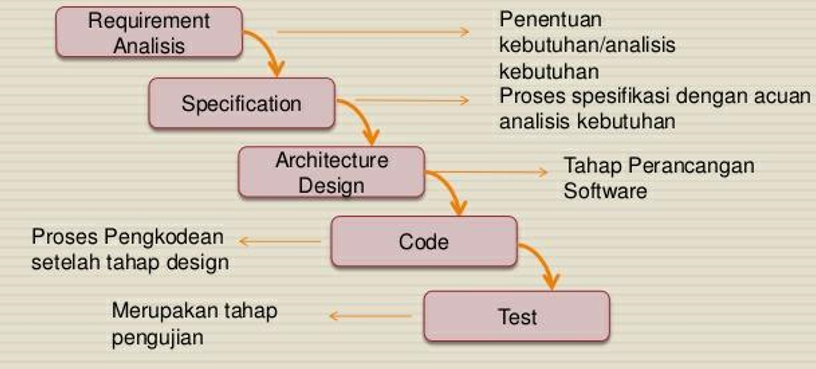 Requirement
Analisis
Penentuan
kebutuhan/analisis
kebutuhan
Specification
Proses spesifikasi dengan acuan
analisis kebutuhan
Architecture
Design
Tahap Perancangan
Software
Code
Proses Pengkodean
setelah tahap design
Test
Merupakan tahap
pengujian